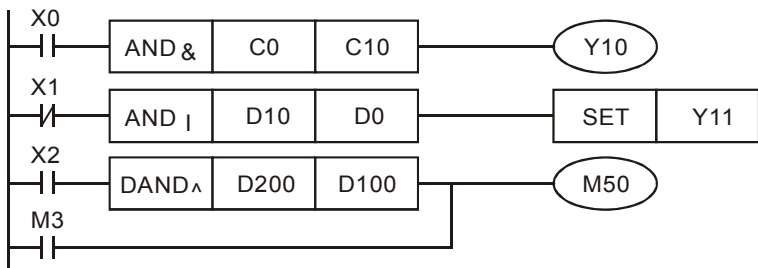 X0
AND & C0 C10 Y10
X1
AND | D10 D0 SET Y11
X2
DAND^ D200 D100 M50
M3